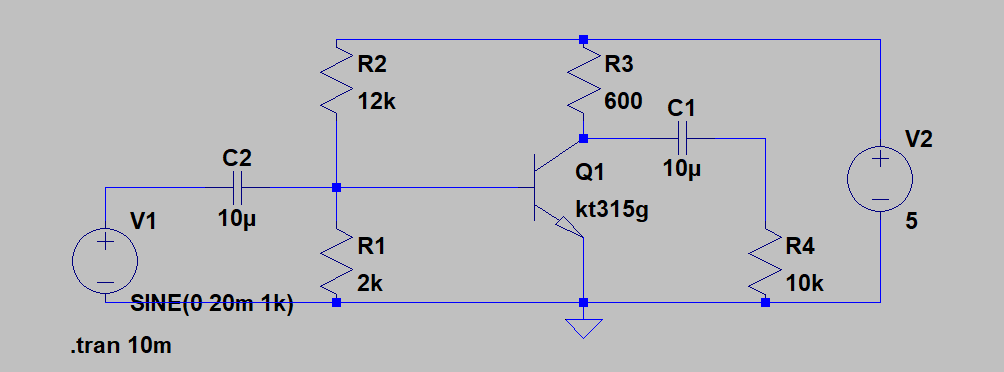 R2
12k
R3
600
C1
10µ
V2
5
C2
10µ
Q1
kt315g
V1
R1
2k
R4
10k
SINE(0 20m 1k)
.tran 10m